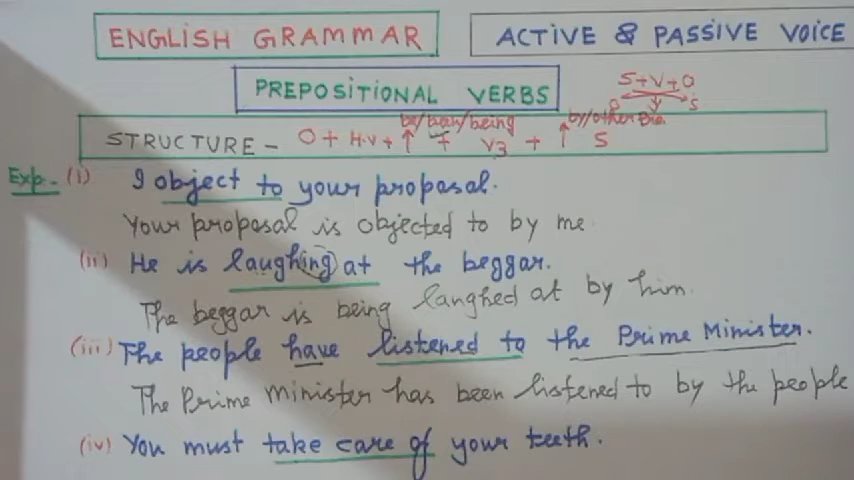 ENGLISH GRAMMAR
ACTIVE & PASSIVE VOICE
PREPOSITIONAL VERBS
S+V+O
O V S
be/been/being by/other
STRUCTURE - O + H.V + ↑ + V3 + ↑ S
Exp.- (i) I object to your proposal.
Your proposal is objected to by me.
(ii) He is laughing at the beggar.
The beggar is being laughed at by him.
(iii) The people have listened to the Prime Minister.
The Prime Minister has been listened to by the people
(iv) You must take care of your teeth.